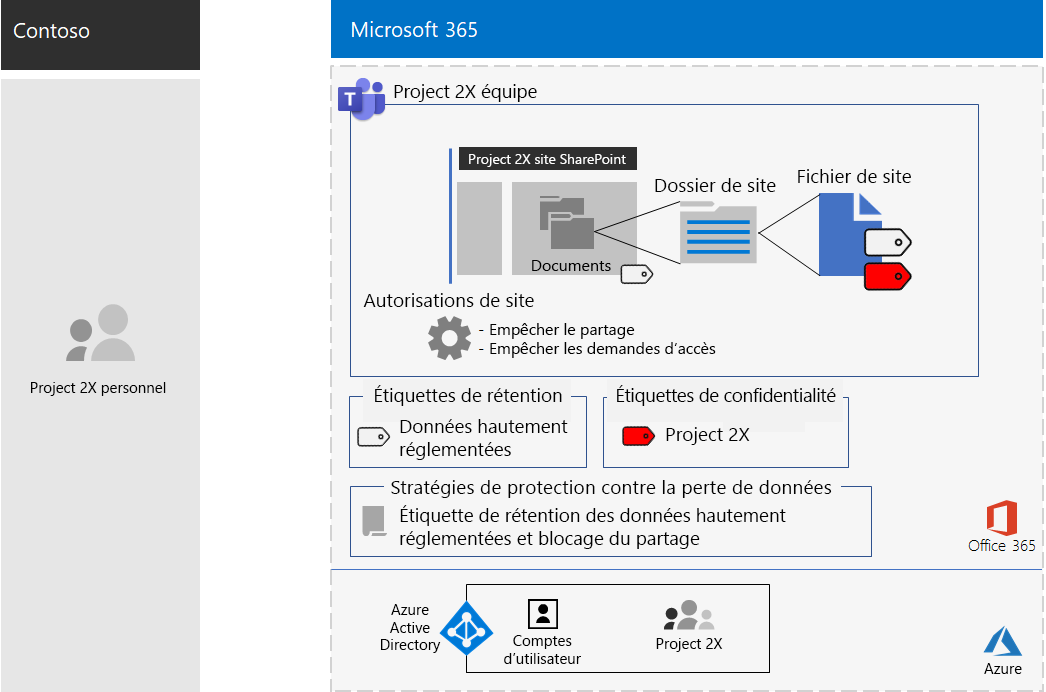 Contoso
Project 2X personnel
Microsoft 365
T
Project 2X équipe
Project 2X site SharePoint
Documents
Dossier de site
Fichier de site
Autorisations de site
- Empêcher le partage
- Empêcher les demandes d’accès
Étiquettes de rétention
Données hautement
réglementées
Étiquettes de confidentialité
Project 2X
Stratégies de protection contre la perte de données
Étiquette de rétention des données hautement
réglementées et blocage du partage
Office 365
Azure
Active
Directory
Comptes
d’utilisateur
Project 2X
Azure